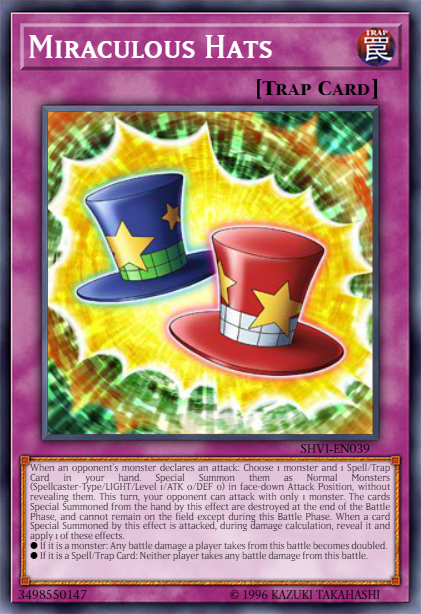 Miraculous Hats
TRAP
罠
[Trap Card]
SHVI-EN039
When an opponent's monster declares an attack: Choose 1 monster and 1 Spell/Trap
Card in your hand. Special Summon them as Normal Monsters
(Spellcaster-Type/LIGHT/Level 1/ATK 0/DEF 0) in face-down Attack Position, without
revealing them. This turn, your opponent can attack with only 1 monster. The cards
Special Summoned from the hand by this effect are destroyed at the end of the Battle
Phase, and cannot remain on the field except during this Battle Phase. When a card
Special Summoned by this effect is attacked, during damage calculation, reveal it and
apply 1 of these effects.
● If it is a monster: Any battle damage a player takes from this battle becomes doubled.
● If it is a Spell/Trap Card: Neither player takes any battle damage from this battle.
3498550147 © 1996 KAZUKI TAKAHASHI